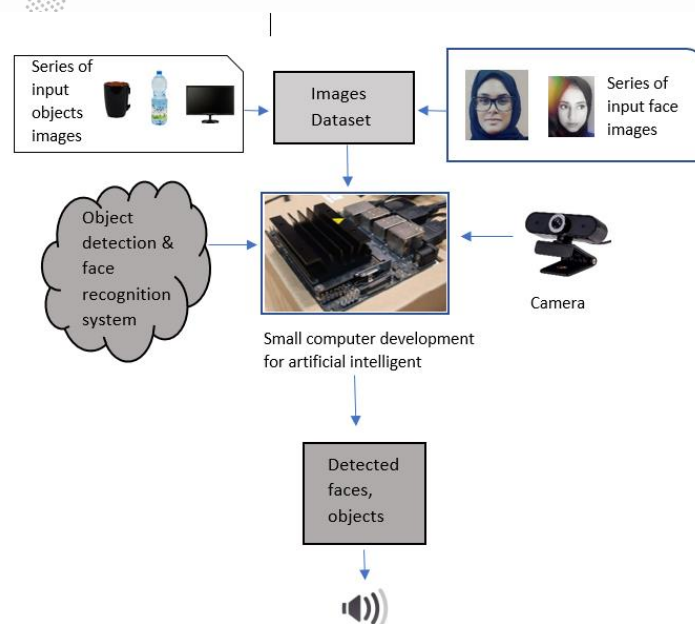 Series of
input
objects
images
Images
Dataset
Series of
input face
images
Object
detection &
face
recognition
system
Camera
Small computer development
for artificial intelligent
Detected
faces,
objects